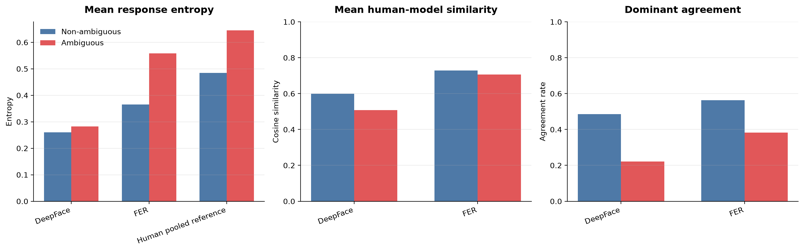 Mean response entropy
Non-ambiguous
Ambiguous
Entropy
0.6
0.5
0.4
0.3
0.2
0.1
0.0
DeepFace
FER
Human pooled reference
Mean human-model similarity
Cosine similarity
1.0
0.8
0.6
0.4
0.2
0.0
DeepFace
FER
Dominant agreement
Agreement rate
1.0
0.8
0.6
0.4
0.2
0.0
DeepFace
FER